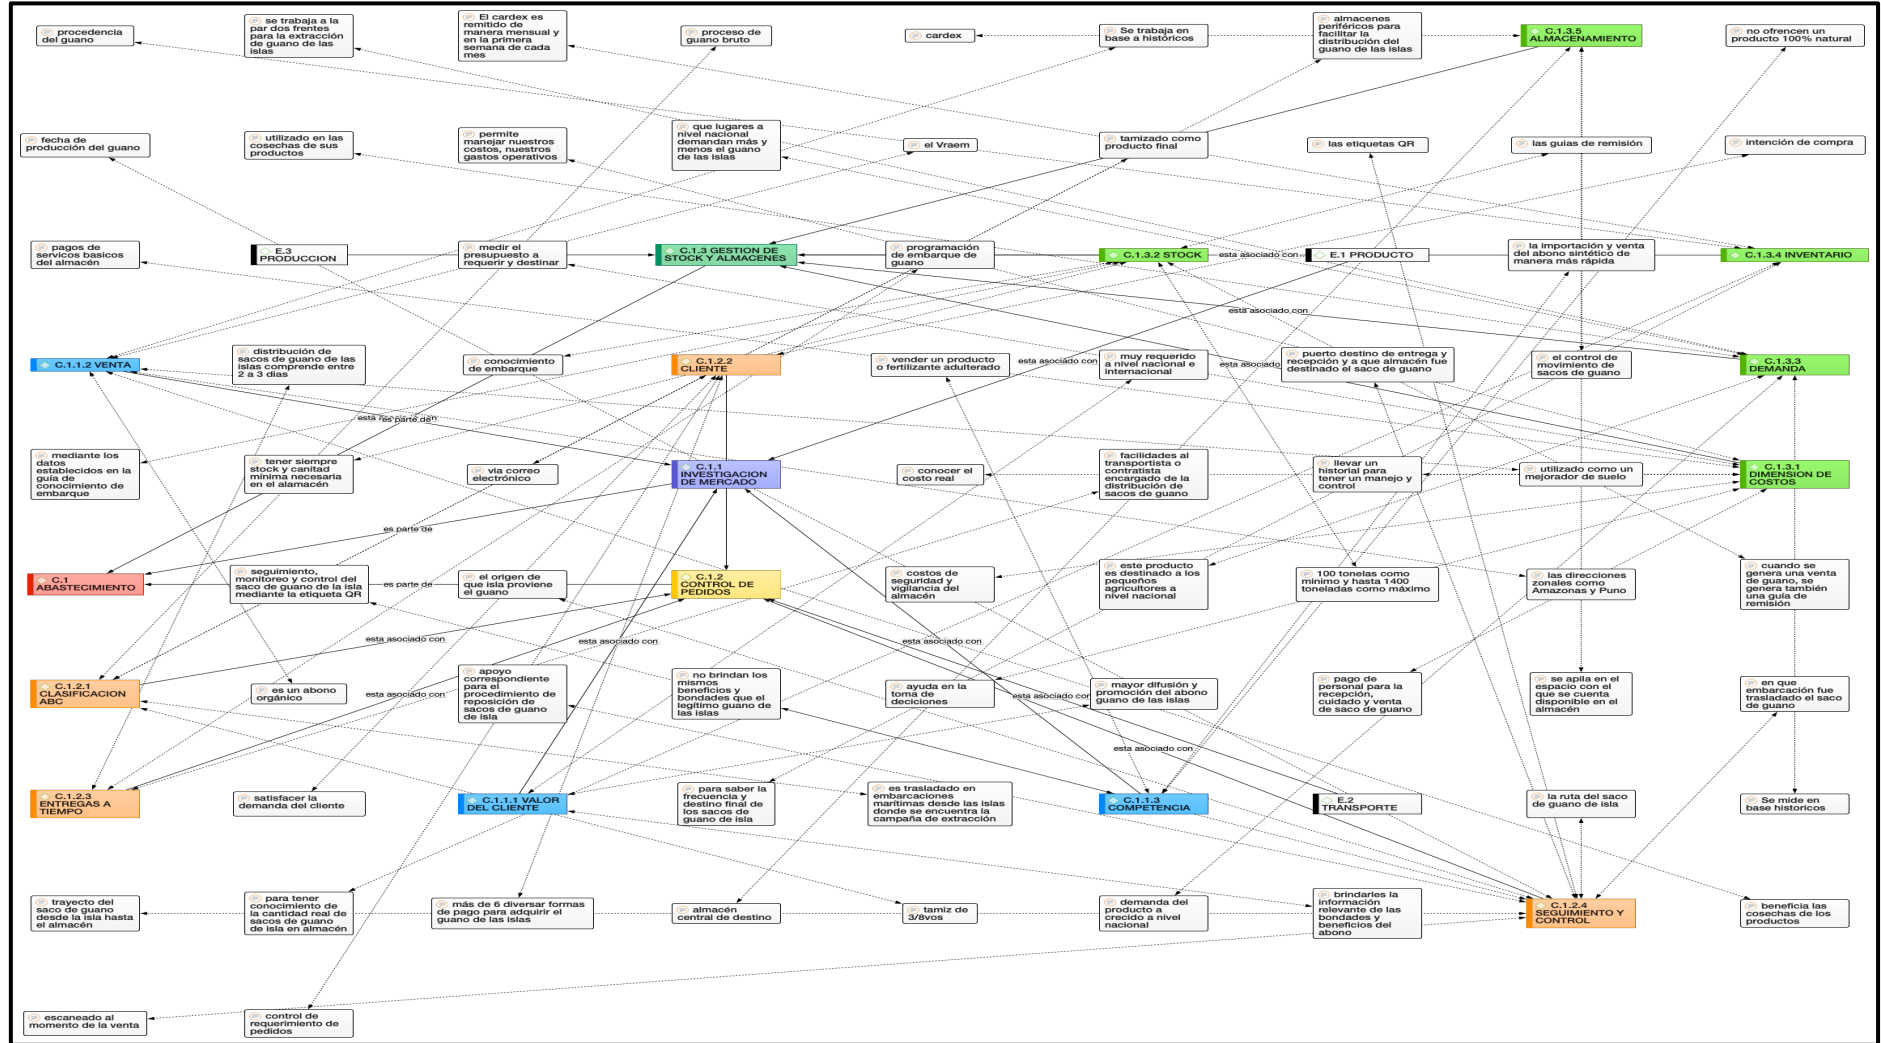 procedencia
del guano
se trabaja a la
par dos frentes
para la extracción
de guano de las
islas
El cardex es
remitido de
manera mensual y
en la primera
semana de cada
mes
proceso de
guano bruto
cardex
Se trabaja en
base a históricos
almacenes
periféricos para
facilitar la
distribución del
guano de las islas
C.1.3.5
ALMACENAMIENTO
no ofrencen un
producto 100% natural
fecha de
producción del guano
utilizado en las
cosechas de sus
productos
permite
manejar nuestros
costos, nuestros
gastos operativos
que lugares a
nivel nacional
demandan más y
menos el guano
de las islas
el Vraem
tamizado como
producto final
las etiquetas QR
las guias de remisión
intención de compra
pagos de
servicos basicos
del almacén
E.3
PRODUCCION
medir el
presupuesto a
requerir y destinar
C.1.3 GESTION DE
STOCK Y ALMACENES
programación
de embarque de
guano
C.1.3.2 STOCK
esta asociado con
E.1 PRODUCTO
la importación y venta
del abono sintético de
manera más rápida
C.1.3.4 INVENTARIO
esta asociado con
C.1.1.2 VENTA
distribución de
sacos de guano de las
islas comprende entre
2 a 3 dias
conocimiento
de embarque
C.1.2.2
CLIENTE
vender un producto
o fertilizante adulterado
esta asociado con
muy requerido
a nivel nacional e
internacional
esta asociado
puerto destino de entrega y
recepción y a que almacén fue
destinado el saco de guano
el control de
movimiento de
sacos de guano
C.1.3.3
DEMANDA
es parte de
mediante los
datos
establecidos en la
guía de
conocimiento de
embarque
tener siempre
stock y canitad
mínima necesaria
en el alamacén
via correo
electrónico
C.1.1
INVESTIGACION
DE MERCADO
conocer el
costo real
facilidades al
transportista o
contratista
encargado de la
distribución de
sacos de guano
llevar un
historial para
tener un manejo y
control
utilizado como un
mejorador de suelo
C.1.3.1
DIMENSION DE
COSTOS
es parte de
C.1
ABASTECIMIENTO
seguimiento,
monitoreo y control del
saco de guano de la isla
mediante la etiqueta QR
es parte de
el origen de
que isla proviene
el guano
C.1.2
CONTROL DE
PEDIDOS
costos de
seguridad y
vigilancia del
almacén
este producto
es destinado a los
pequeños
agricultores a
nivel nacional
100 tonelas como
minimo y hasta 1400
toneladas como máximo
las direcciones
zonales como
Amazonas y Puno
cuando se
genera una venta
de guano, se
genera también
una guía de
remisión
esta asociado con
esta asociado con
esta asociado con
C.1.2.1
CLASIFICACION
ABC
es un abono
orgánico
esta asociado con
apoyo
correspondiente
para el
procedimiento de
reposición de
sacos de guano
de isla
no brindan los
mismos
beneficios y
bondades que el
legítimo guano de
las islas
ayuda en la
toma de
deciciones
esta asociado con
mayor difusión y
promoción del abono
guano de las islas
pago de
personal para la
recepción,
cuidado y venta
de saco de guano
se apila en el
espacio con el
que se cuenta
disponible en el
almacén
en que
embarcación fue
trasladado el saco
de guano
esta asociado con
C.1.2.3
ENTREGAS A
TIEMPO
satisfacer la
demanda del cliente
C.1.1.1 VALOR
DEL CLIENTE
para saber la
frecuencia y
destino final de
los sacos de
guano de isla
es trasladado en
embarcaciones
marítimas desde las islas
donde se encuentra la
campaña de extracción
C.1.1.3
COMPETENCIA
E.2
TRANSPORTE
la ruta del saco
de guano de isla
Se mide en
base historicos
trayecto del
saco de guano
desde la isla hasta
el almacén
para tener
conocimiento de
la cantidad real de
sacos de guano
de isla en almacén
más de 6 diversar formas
de pago para adquirir el
guano de las islas
almacén
central de destino
tamiz de
3/8vos
demanda del
producto a
crecido a nivel
nacional
brindarles la
información
relevante de las
bondades y
beneficios del
abono
C.1.2.4
SEGUIMIENTO Y
CONTROL
beneficia las
cosechas de los
productos
escaneado al
momento de la venta
control de
requerimiento de
pedidos